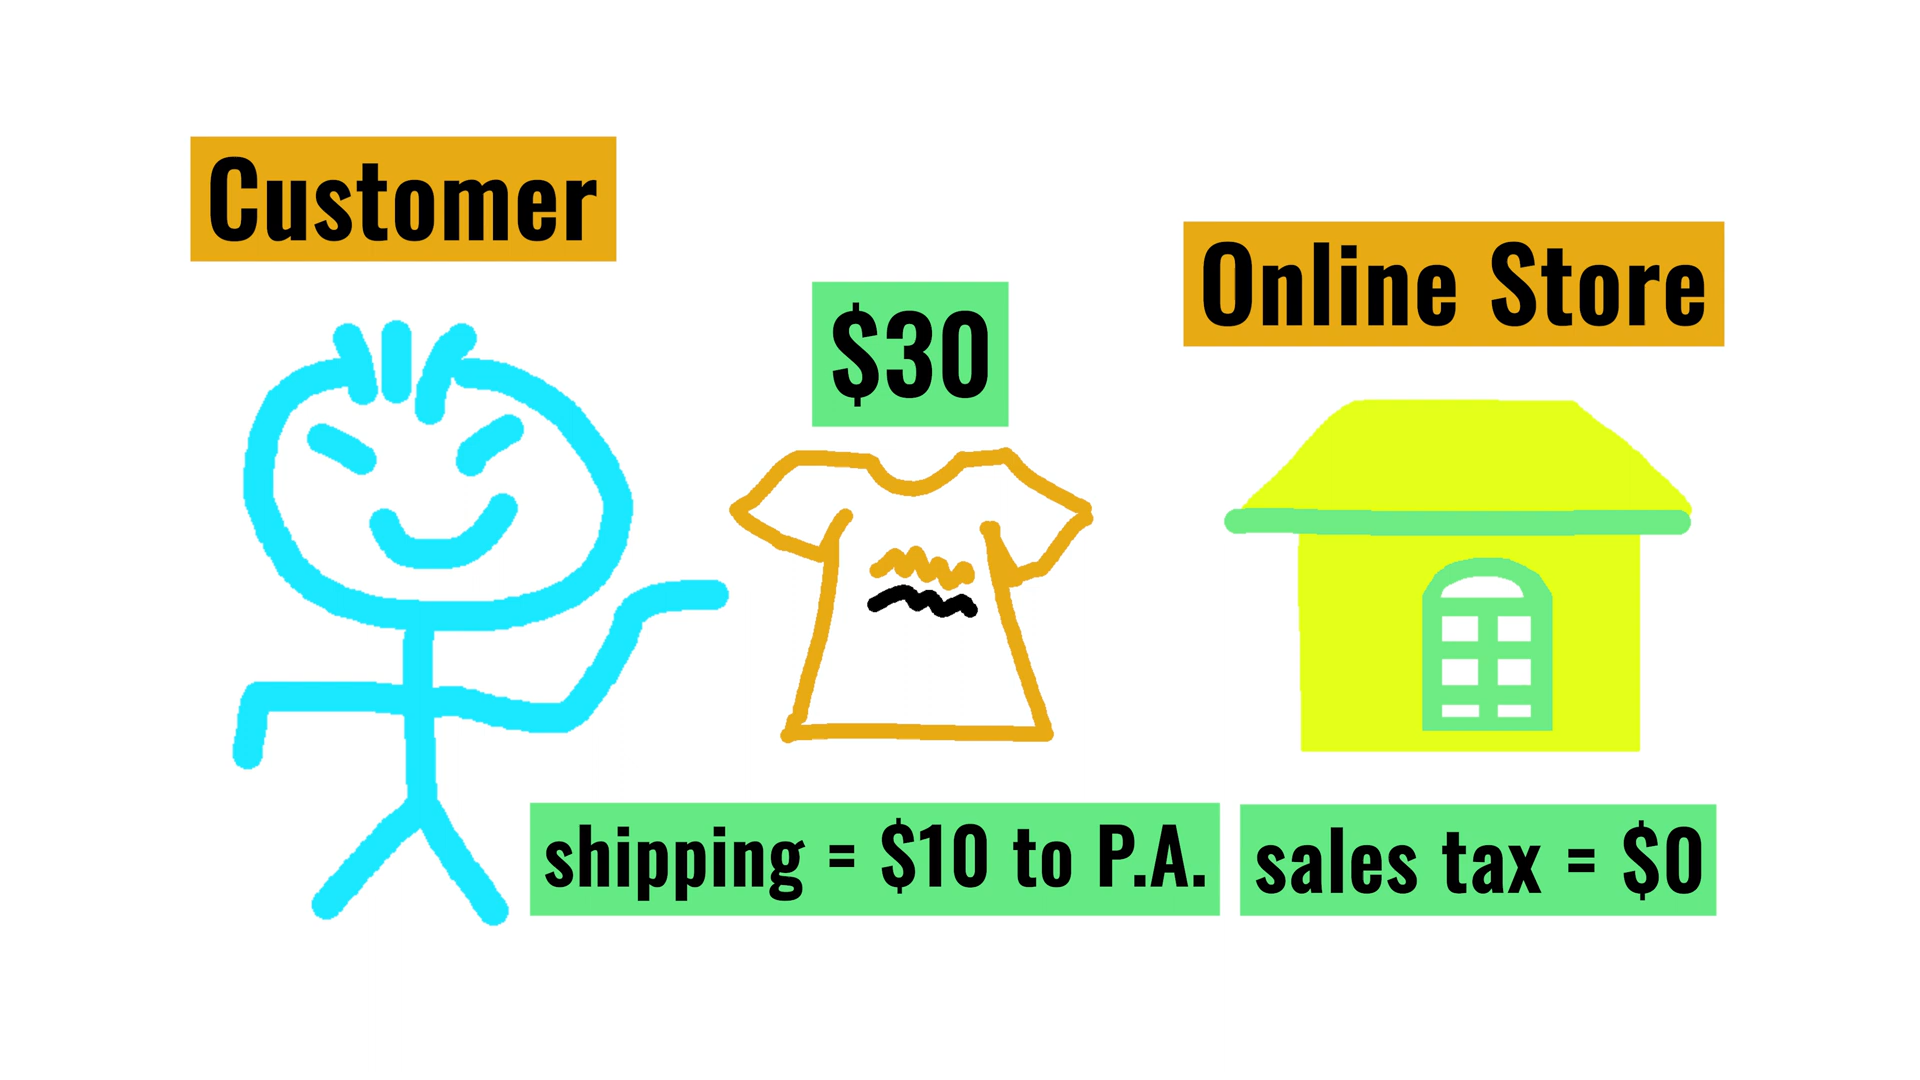 Customer
Online Store
$30
shipping = $10 to P.A.
sales tax = $0